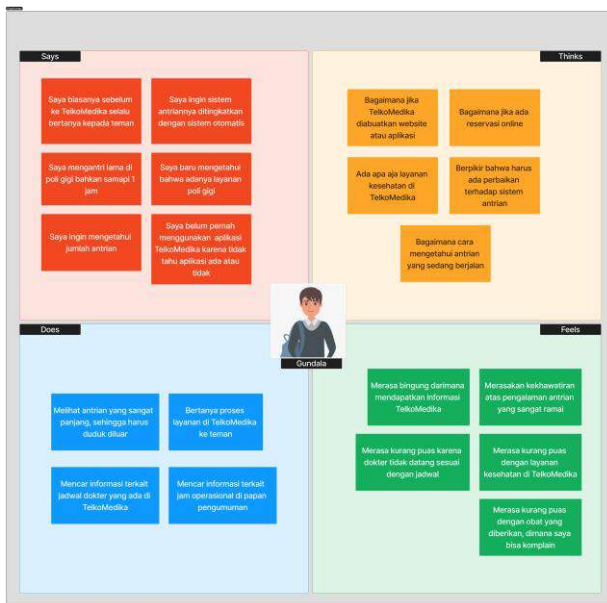 Says
Saya biasanya sebelum
ke TelkoMedika selalu
bertanya kepada teman
Saya ingin sistem
antriannya ditingkatkan
dengan sistem otomatis
Saya mengantri lama di
poli gigi bahkan samapi 1
jam
Saya baru mengetahui
bahwa adanya layanan
poli gigi
Saya ingin mengetahui
jumlah antrian
Saya belum pernah
menggunakan aplikasi
TelkoMedika karena tidak
tahu aplikasi ada atau
tidak
Thinks
Bagaimana jika
TelkoMedika
diabuatkan website
atau aplikasi
Bagaimana jika ada
reservasi online
Ada apa aja layanan
kesehatan di
TelkoMedika
Berpikir bahwa harus
ada perbaikan
terhadap sistem
antrian
Bagaimana cara
mengetahui antrian
yang sedang berjalan
Gundala
Does
Melihat antrian yang sangat
panjang, sehingga harus
duduk diluar
Bertanya proses
layanan di TelkoMedika
ke teman
Mencar informasi terkait
jadwal dokter yang ada di
TelkoMedika
Mencar informasi terkait
jam operasional di papan
pengumuman
Feels
Merasa bingung darimana
mendapatkan informasi
TelkoMedika
Merasakan kekhawatiran
atas pengalaman antrian
yang sangat ramai
Merasa kurang puas karena
dokter tidak datang sesuai
dengan jadwal
Merasa kurang puas
dengan layanan
kesehatan di TelkoMedika
Merasa kurang puas
dengan obat yang
diberikan, dimana saya
bisa komplain